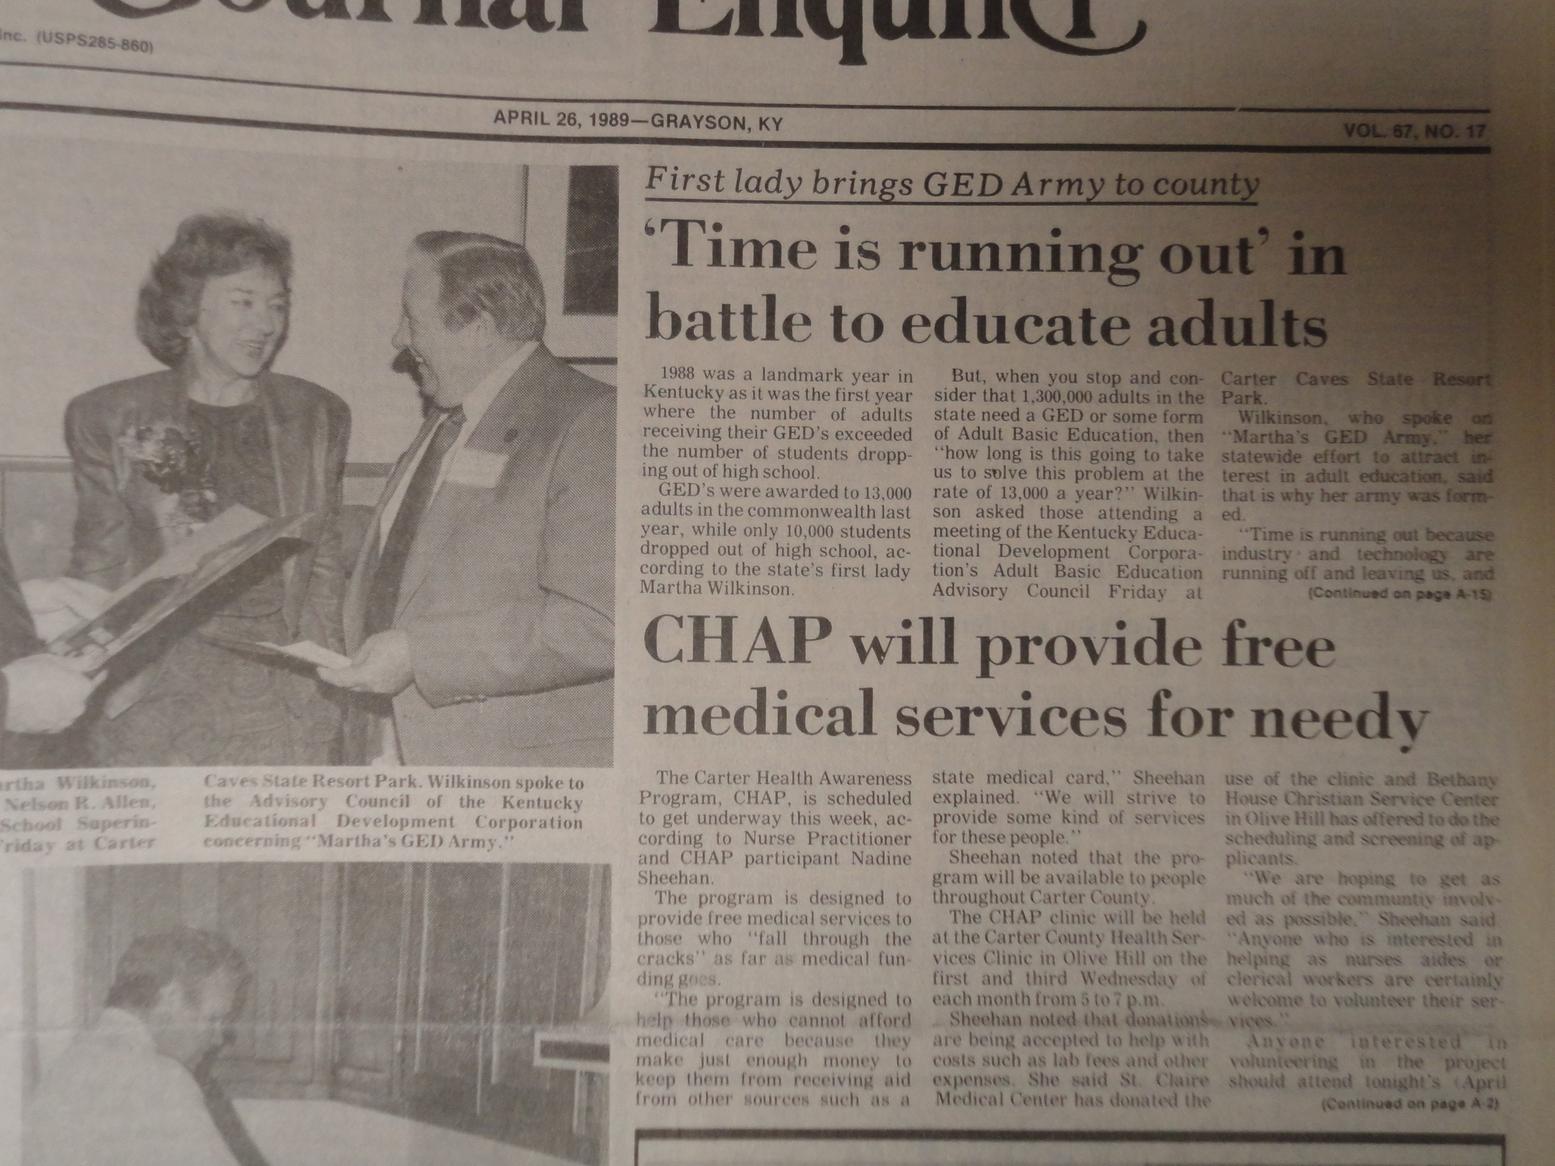 Journal Enquirer
Inc. (USPS285-860)
APRIL 26, 1989—GRAYSON, KY
VOL. 67, NO. 17
First lady brings GED Army to county
‘Time is running out’ in
battle to educate adults
1988 was a landmark year in
Kentucky as it was the first year
where the number of adults
receiving their GED's exceeded
the number of students dropp-
ing out of high school.
GED's were awarded to 13,000
adults in the commonwealth last
year, while only 10,000 students
dropped out of high school, ac-
cording to the state's first lady
Martha Wilkinson.
But, when you stop and con-
sider that 1,300,000 adults in the
state need a GED or some form
of Adult Basic Education, then
“how long is this going to take
us to solve this problem at the
rate of 13,000 a year?” Wilkin-
son asked those attending a
meeting of the Kentucky Educa-
tional Development Corpora-
tion's Adult Basic Education
Advisory Council Friday at
Carter Caves State Resort
Park.
Wilkinson, who spoke on
“Martha's GED Army,” her
statewide effort to attract in-
terest in adult education, said
that is why her army was form-
ed.
“Time is running out because
industry and technology are
running off and leaving us, and
(Continued on page A-15)
CHAP will provide free
medical services for needy
The Carter Health Awareness
Program, CHAP, is scheduled
to get underway this week, ac-
cording to Nurse Practitioner
and CHAP participant Nadine
Sheehan.
The program is designed to
provide free medical services to
those who “fall through the
cracks” as far as medical fun-
ding goes.
“The program is designed to
help those who cannot afford
medical care because they
make just enough money to
keep them from receiving aid
from other sources such as a
state medical card,” Sheehan
explained. “We will strive to
provide some kind of services
for these people.”
Sheehan noted that the pro-
gram will be available to people
throughout Carter County.
The CHAP clinic will be held
at the Carter County Health Ser-
vices Clinic in Olive Hill on the
first and third Wednesday of
each month from 5 to 7 p.m.
Sheehan noted that donations
are being accepted to help with
costs such as lab fees and other
expenses. She said St. Claire
Medical Center has donated the
use of the clinic and Bethany
House Christian Service Center
in Olive Hill has offered to do the
scheduling and screening of ap-
plicants.
“We are hoping to get as
much of the communtiy involv-
ed as possible,” Sheehan said.
“Anyone who is interested in
helping as nurses aides or
clerical workers are certainly
welcome to volunteer their ser-
vices.”
Anyone interested in
volunteering in the project
should attend tonight's (April
(Continued on page A-2)
artha Wilkinson,
Nelson R. Allen,
School Superin-
riday at Carter
Caves State Resort Park. Wilkinson spoke to
the Advisory Council of the Kentucky
Educational Development Corporation
concerning “Martha's GED Army.”